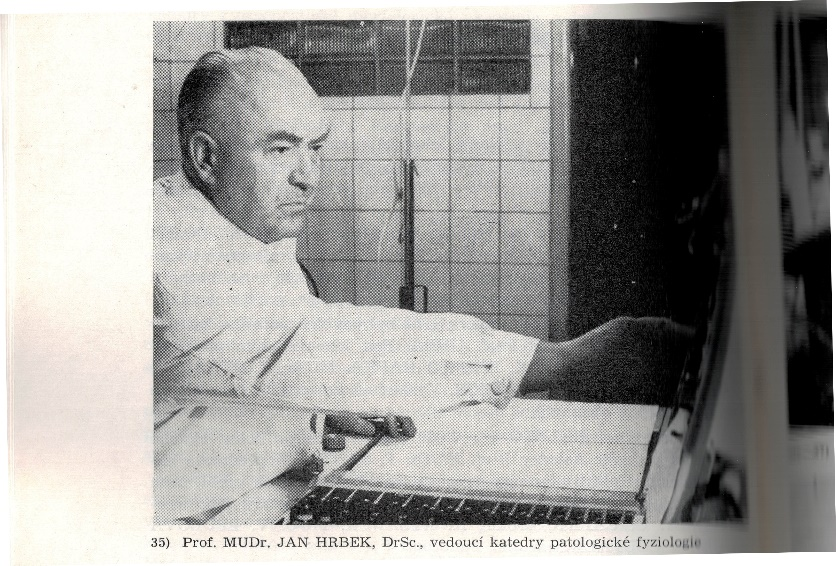 35) Prof. MUDr. JAN HRBEK, DrSc., vedoucí katedry patologické fyziologie